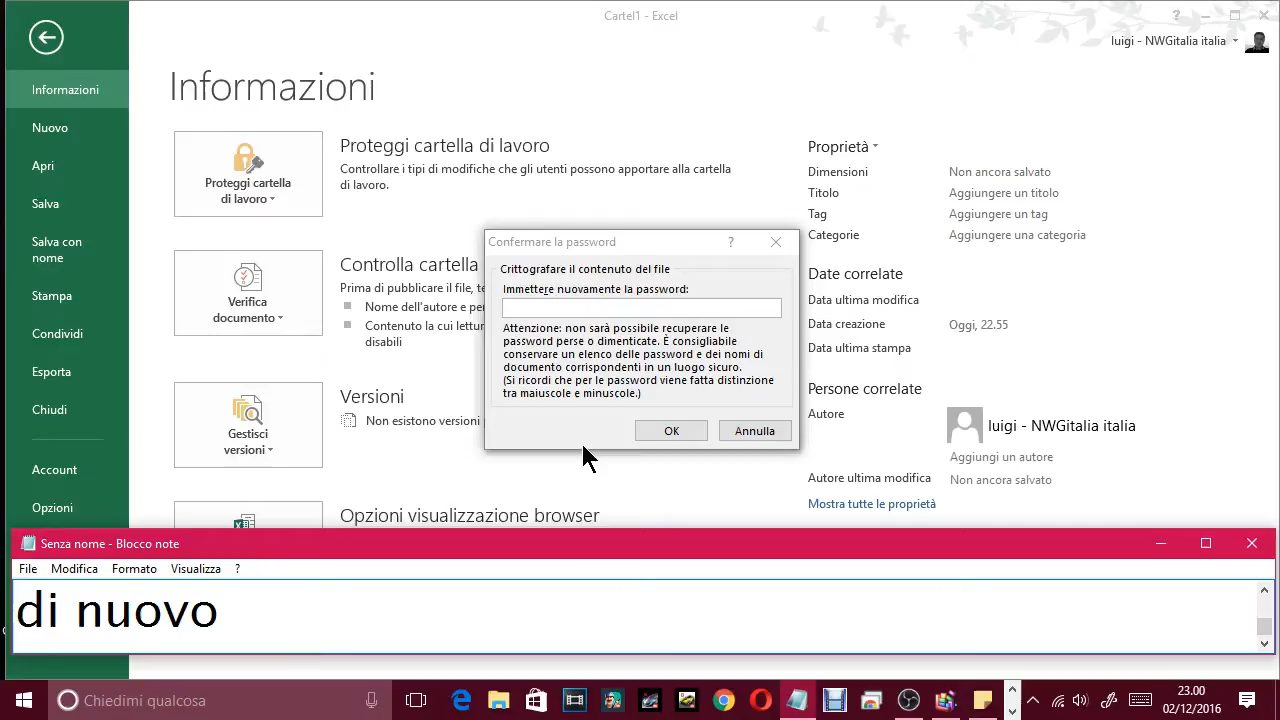 Cartel1 - Excel
luigi - NWGitalia italia
Informazioni
Nuovo
Apri
Salva
Salva con
nome
Stampa
Condividi
Esporta
Chiudi
Account
Opzioni
Informazioni
Proteggi cartella
di lavoro
Proteggi cartella di lavoro
Controllare i tipi di modifiche che gli utenti possono apportare alla cartella
di lavoro.
Verifica
documento
Controlla cartella
Prima di pubblicare il file, te
Nome dell'autore e per
Contenuto la cui lettur
disabili
Gestisci
versioni
Versioni
Non esistono versioni p
Opzioni visualizzazione browser
Proprietà
Dimensioni Non ancora salvato
Titolo Aggiungere un titolo
Tag Aggiungere un tag
Categorie Aggiungere una categoria
Date correlate
Data ultima modifica
Data creazione Oggi, 22.55
Data ultima stampa
Persone correlate
Autore
luigi - NWGitalia italia
Aggiungi un autore
Autore ultima modifica Non ancora salvato
Mostra tutte le proprietà
Confermare la password ?
Crittografare il contenuto del file
Immettere nuovamente la password:
Attenzione: non sarà possibile recuperare le
password perse o dimenticate. È consigliabile
conservare un elenco delle password e dei nomi di
documento corrispondenti in un luogo sicuro.
(Si ricordi che per le password viene fatta distinzione
tra maiuscole e minuscole.)
OK Annulla
Senza nome - Blocco note
File Modifica Formato Visualizza ?
di nuovo
Chiedimi qualcosa
23.00
02/12/2016